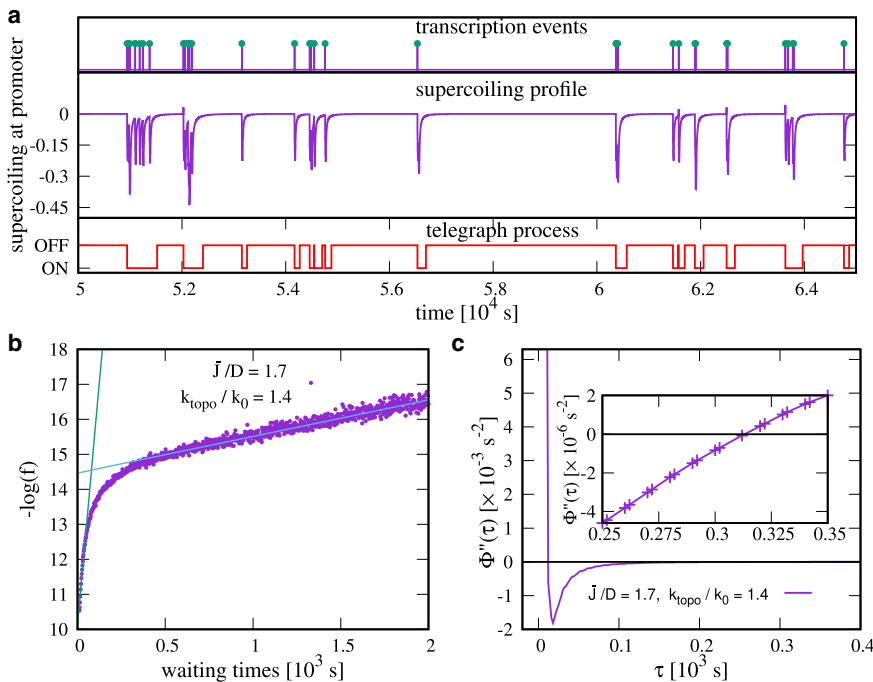 a
transcription events
supercoiling profile
supercoiling at promoter
0
-0.15
-0.3
-0.45
telegraph process
OFF
ON
5 5.2 5.4 5.6 5.8 6 6.2 6.4
time [10⁴ s]
b
18
17
16
15
14
13
12
11
10
-log(f)
J̄/D = 1.7
k_topo / k_0 = 1.4
0 0.5 1 1.5 2
waiting times [10³ s]
c
6
5
4
3
2
1
0
-1
-2
Φ"(τ) [× 10⁻³ s⁻²]
2
0
-2
-4
Φ"(τ) [× 10⁻⁶ s⁻²]
0.25 0.275 0.3 0.325 0.35
J̄/D = 1.7, k_topo / k_0 = 1.4
0 0.1 0.2 0.3 0.4
τ [10³ s]